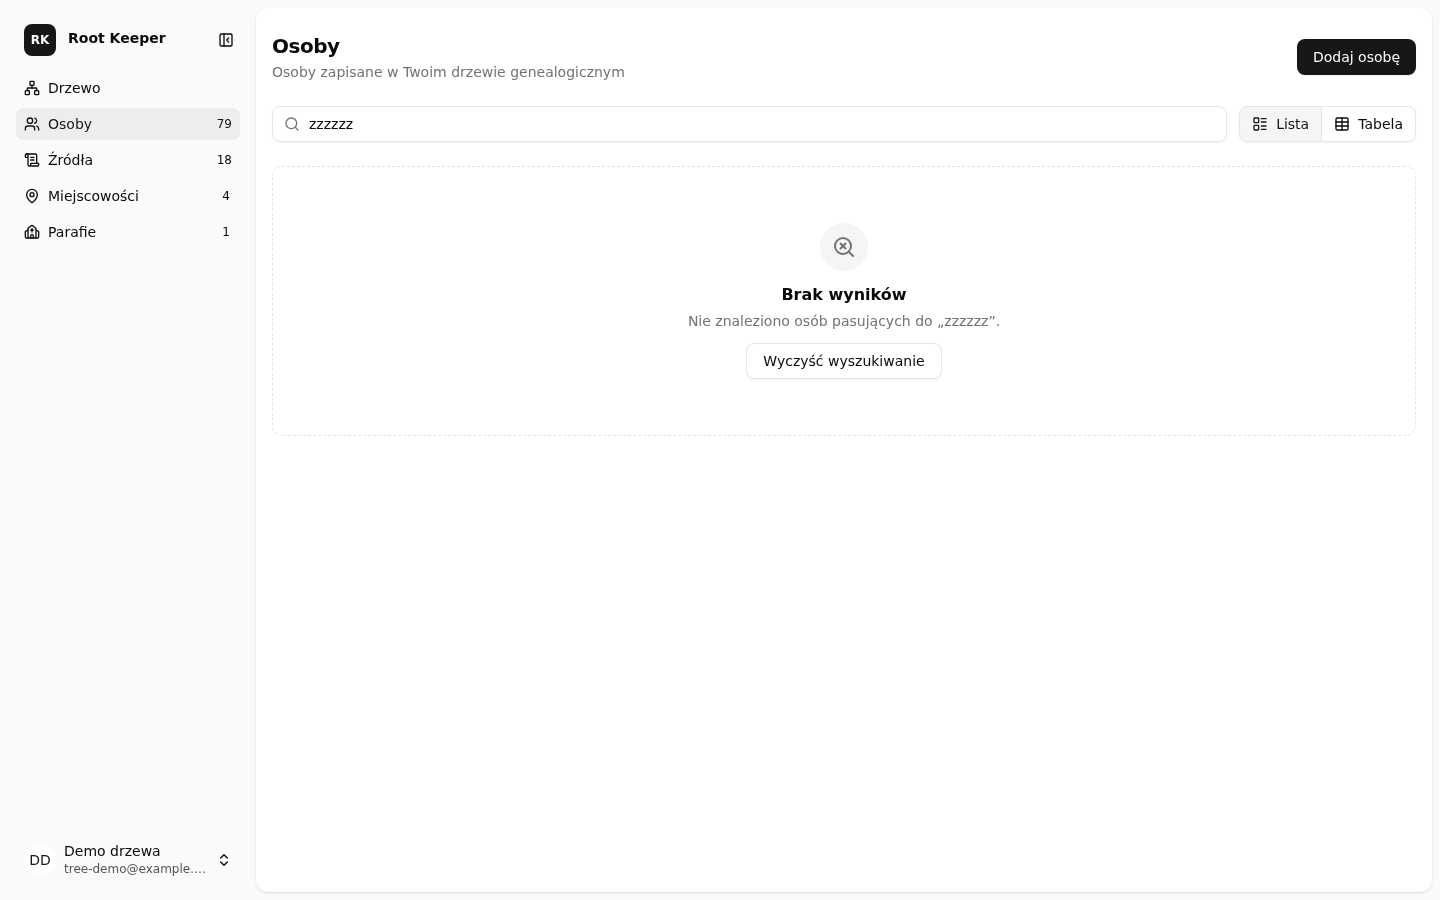 RK
Root Keeper
Drzewo
Osoby 79
Źródła 18
Miejscowości 4
Parafie 1
Osoby
Osoby zapisane w Twoim drzewie genealogicznym
Dodaj osobę
zzzzzz
Lista
Tabela
Brak wyników
Nie znaleziono osób pasujących do „zzzzzz”.
Wyczyść wyszukiwanie
DD
Demo drzewa
tree-demo@example....